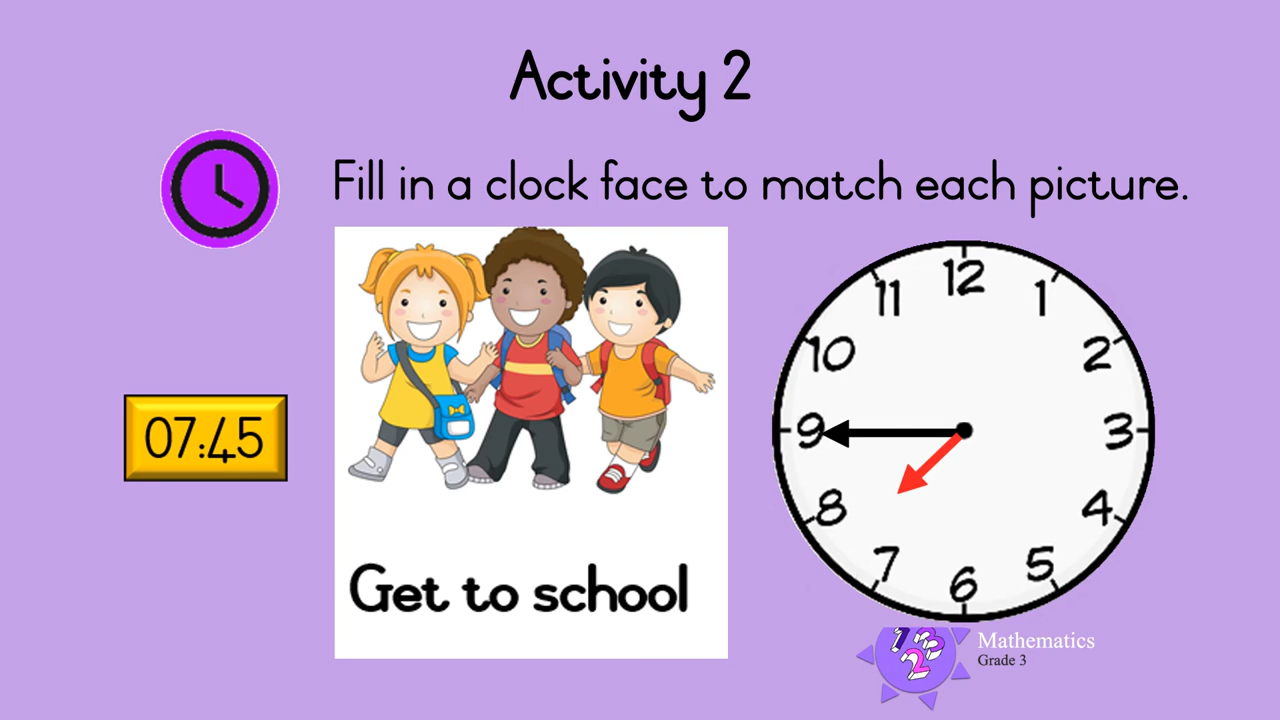 Activity 2
Fill in a clock face to match each picture.
07:45
Get to school
12
1
2
3
4
5
6
7
8
9
10
11
123
Mathematics
Grade 3